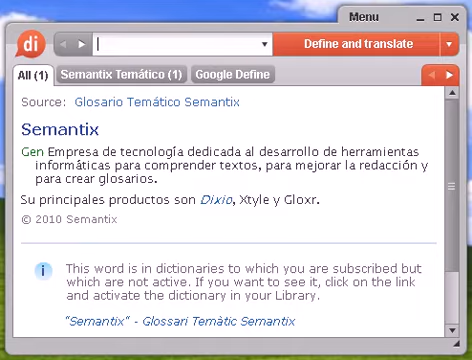 Menu
di
Define and translate
All (1)
Semantix Temático (1)
Google Define
Source: Glosario Temático Semantix
Semantix
Gen Empresa de tecnología dedicada al desarrollo de herramientas
informáticas para comprender textos, para mejorar la redacción y
para crear glosarios.
Su principales productos son Dixio, Xtyle y Gloxr.
© 2010 Semantix
i
This word is in dictionaries to which you are subscribed but
which are not active. If you want to see it, click on the link
and activate the dictionary in your Library.
"Semantix" - Glossari Temàtic Semantix